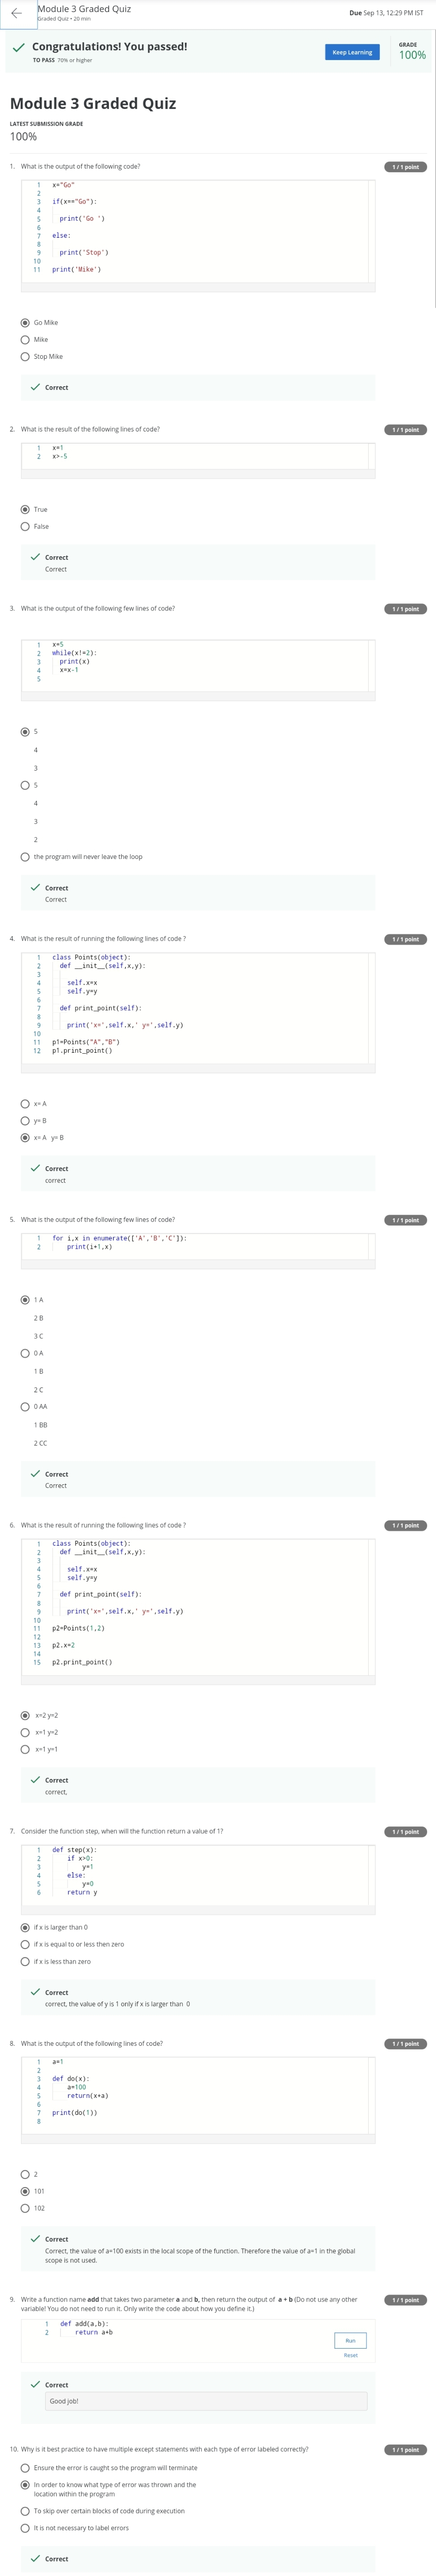 Module 3 Graded Quiz
Graded Quiz • 20 min
Due Sep 13, 12:29 PM IST
Congratulations! You passed!
TO PASS 70% or higher
Keep Learning
GRADE
100%
Module 3 Graded Quiz
LATEST SUBMISSION GRADE
100%
1. What is the output of the following code?
1 / 1 point
1 x="Go"
2
3 if(x=="Go"):
4
5 print('Go ')
6
7 else:
8
9 print('Stop')
10
11 print('Mike')
Go Mike
Mike
Stop Mike
Correct
2. What is the result of the following lines of code?
1 / 1 point
1 x=1
2 x>-5
True
False
Correct
Correct
3. What is the output of the following few lines of code?
1 / 1 point
1 x=5
2 while(x!=2):
3 print(x)
4 x=x-1
5
5
4
3
5
4
3
2
the program will never leave the loop
Correct
Correct
4. What is the result of running the following lines of code ?
1 / 1 point
1 class Points(object):
2 def __init__(self,x,y):
3
4 self.x=x
5 self.y=y
6
7 def print_point(self):
8
9 print('x=',self.x,' y=',self.y)
10
11 p1=Points("A","B")
12 p1.print_point()
x= A
y= B
x= A y= B
Correct
correct
5. What is the output of the following few lines of code?
1 / 1 point
1 for i,x in enumerate(['A','B','C']):
2 print(i+1,x)
1 A
2 B
3 C
0 A
1 B
2 C
0 AA
1 BB
2 CC
Correct
Correct
6. What is the result of running the following lines of code ?
1 / 1 point
1 class Points(object):
2 def __init__(self,x,y):
3
4 self.x=x
5 self.y=y
6
7 def print_point(self):
8
9 print('x=',self.x,' y=',self.y)
10
11 p2=Points(1,2)
12
13 p2.x=2
14
15 p2.print_point()
x=2 y=2
x=1 y=2
x=1 y=1
Correct
correct,
7. Consider the function step, when will the function return a value of 1?
1 / 1 point
1 def step(x):
2 if x>0:
3 y=1
4 else:
5 y=0
6 return y
if x is larger than 0
if x is equal to or less then zero
if x is less than zero
Correct
correct, the value of y is 1 only if x is larger than 0
8. What is the output of the following lines of code?
1 / 1 point
1 a=1
2
3 def do(x):
4 a=100
5 return(x+a)
6
7 print(do(1))
8
2
101
102
Correct
Correct, the value of a=100 exists in the local scope of the function. Therefore the value of a=1 in the global
scope is not used.
9. Write a function name add that takes two parameter a and b, then return the output of a + b (Do not use any other
variable! You do not need to run it. Only write the code about how you define it.)
1 / 1 point
1 def add(a,b):
2 return a+b
Run
Reset
Correct
Good job!
10. Why is it best practice to have multiple except statements with each type of error labeled correctly?
1 / 1 point
Ensure the error is caught so the program will terminate
In order to know what type of error was thrown and the
location within the program
To skip over certain blocks of code during execution
It is not necessary to label errors
Correct